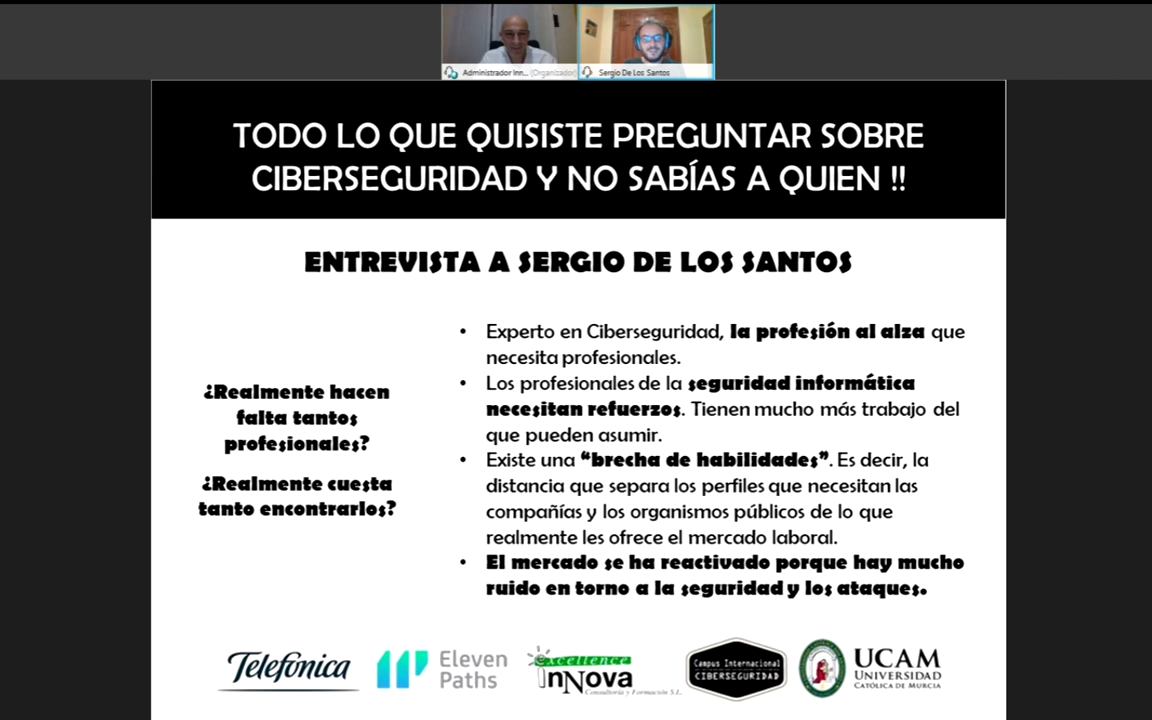 Administrador Inn... (Organizador)
Sergio De Los Santos
TODO LO QUE QUISISTE PREGUNTAR SOBRE
CIBERSEGURIDAD Y NO SABÍAS A QUIEN !!
ENTREVISTA A SERGIO DE LOS SANTOS
¿Realmente hacen
falta tantos
profesionales?
¿Realmente cuesta
tanto encontrarlos?
• Experto en Ciberseguridad, la profesión al alza que
necesita profesionales.
• Los profesionales de la seguridad informática
necesitan refuerzos. Tienen mucho más trabajo del
que pueden asumir.
• Existe una “brecha de habilidades”. Es decir, la
distancia que separa los perfiles que necesitan las
compañías y los organismos públicos de lo que
realmente les ofrece el mercado laboral.
• El mercado se ha reactivado porque hay mucho
ruido en torno a la seguridad y los ataques.
Telefónica
Eleven
Paths
excellence
inNova
Consultoría y Formación S.L.
Campus Internacional
CIBERSEGURIDAD
UCAM
UNIVERSIDAD
CATÓLICA DE MURCIA